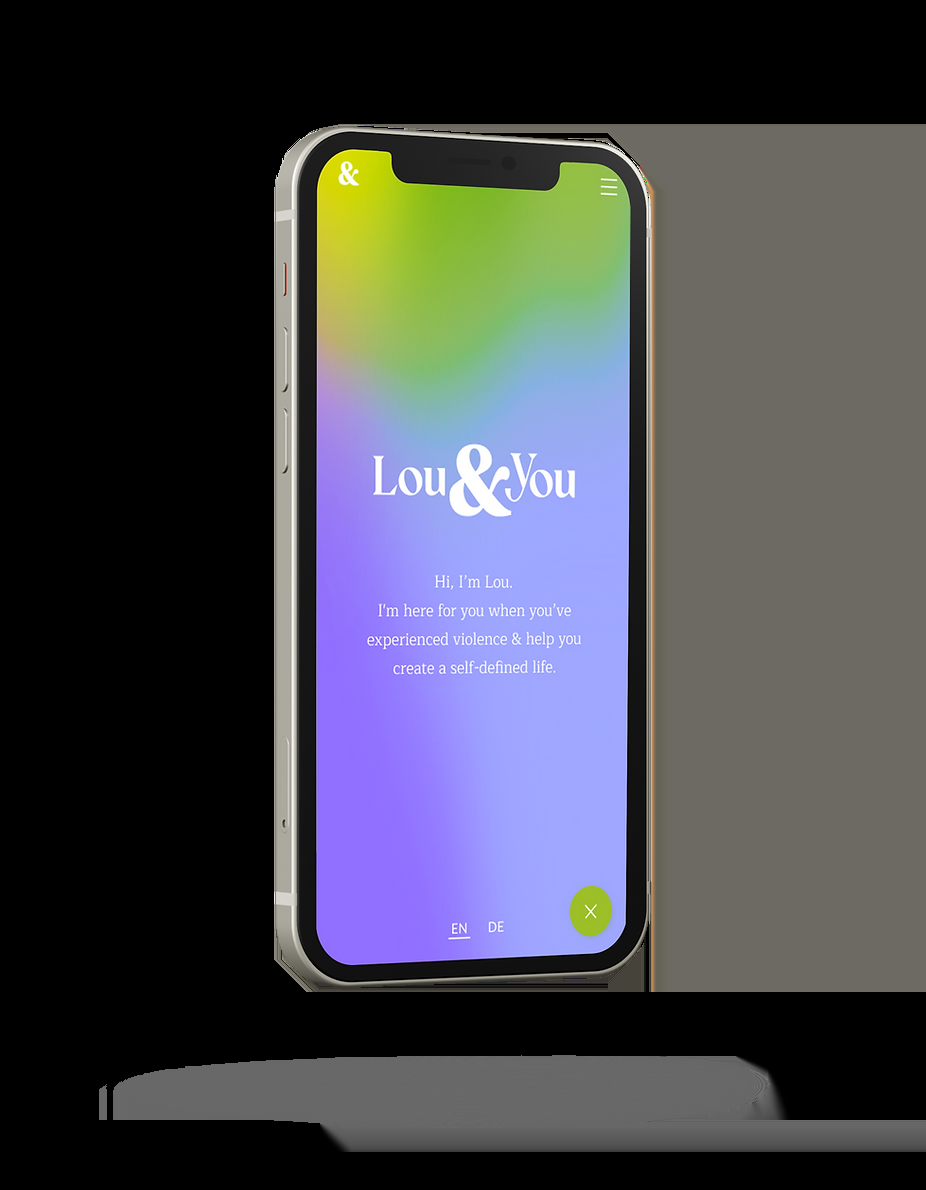 &
Lou&You
Hi, I'm Lou.
I'm here for you when you've
experienced violence & help you
create a self-defined life.
EN DE